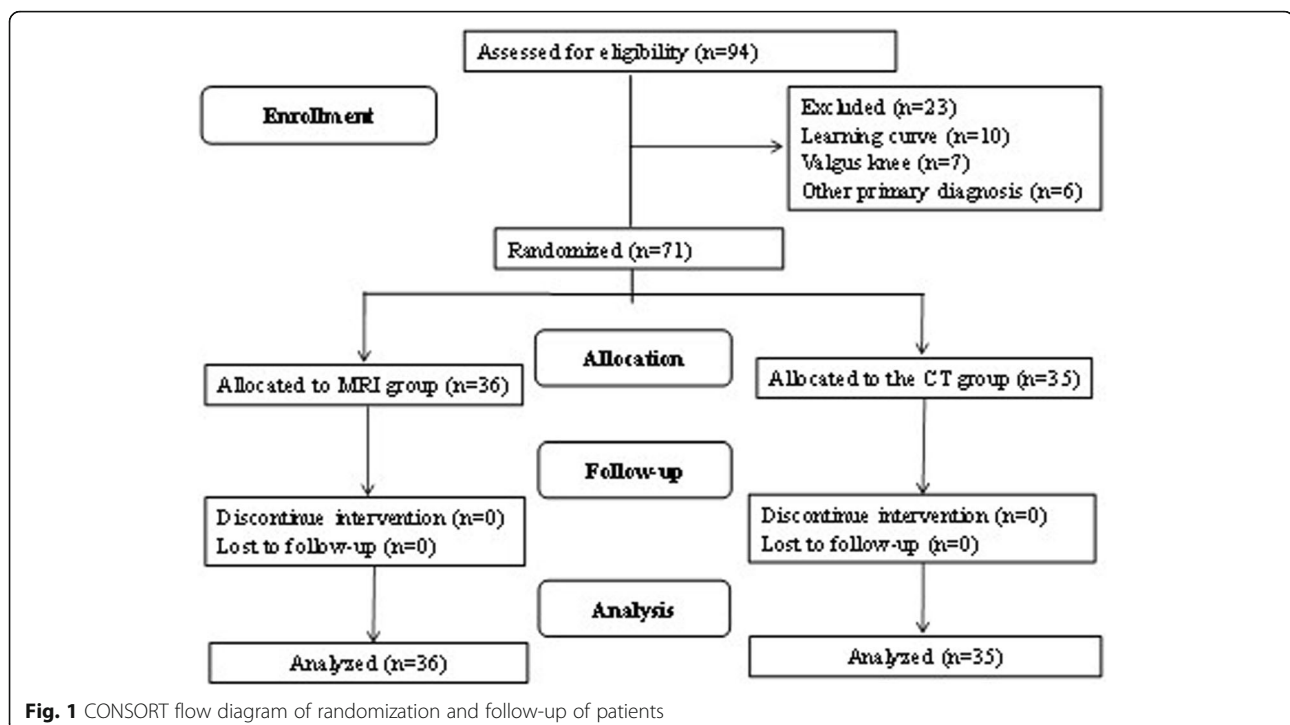 Assessed for eligibility (n=94)
Enrollment
Excluded (n=23)
Learning curve (n=10)
Valgus knee (n=7)
Other primary diagnosis (n=6)
Randomized (n=71)
Allocation
Allocated to MRI group (n=36)
Allocated to the CT group (n=35)
Follow-up
Discontinue intervention (n=0)
Lost to follow-up (n=0)
Discontinue intervention (n=0)
Lost to follow-up (n=0)
Analysis
Analyzed (n=36)
Analyzed (n=35)
Fig. 1 CONSORT flow diagram of randomization and follow-up of patients